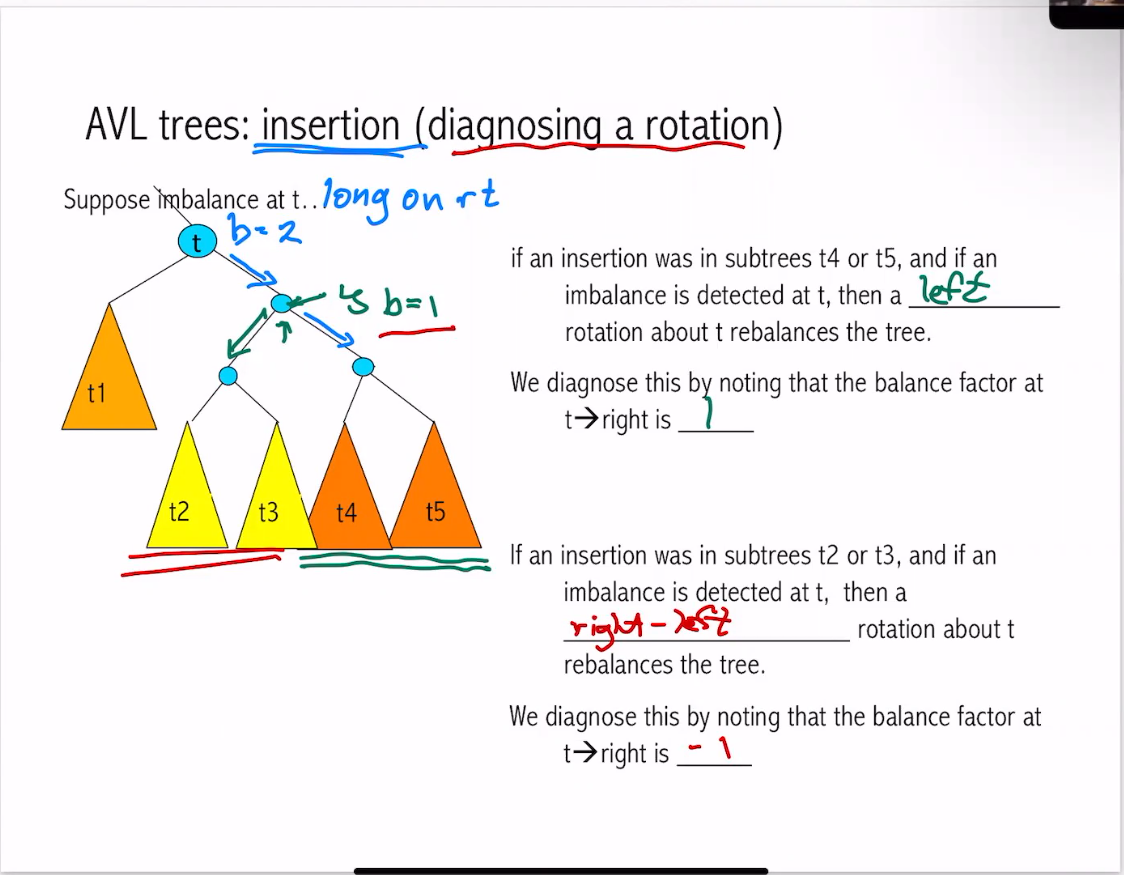 AVL trees: insertion (diagnosing a rotation)
Suppose imbalance at t.. long on rt
t b=2
b=1
t1
t2 t3 t4 t5
if an insertion was in subtrees t4 or t5, and if an
imbalance is detected at t, then a left
rotation about t rebalances the tree.
We diagnose this by noting that the balance factor at
t→right is 1
If an insertion was in subtrees t2 or t3, and if an
imbalance is detected at t, then a
right-left rotation about t
rebalances the tree.
We diagnose this by noting that the balance factor at
t→right is -1